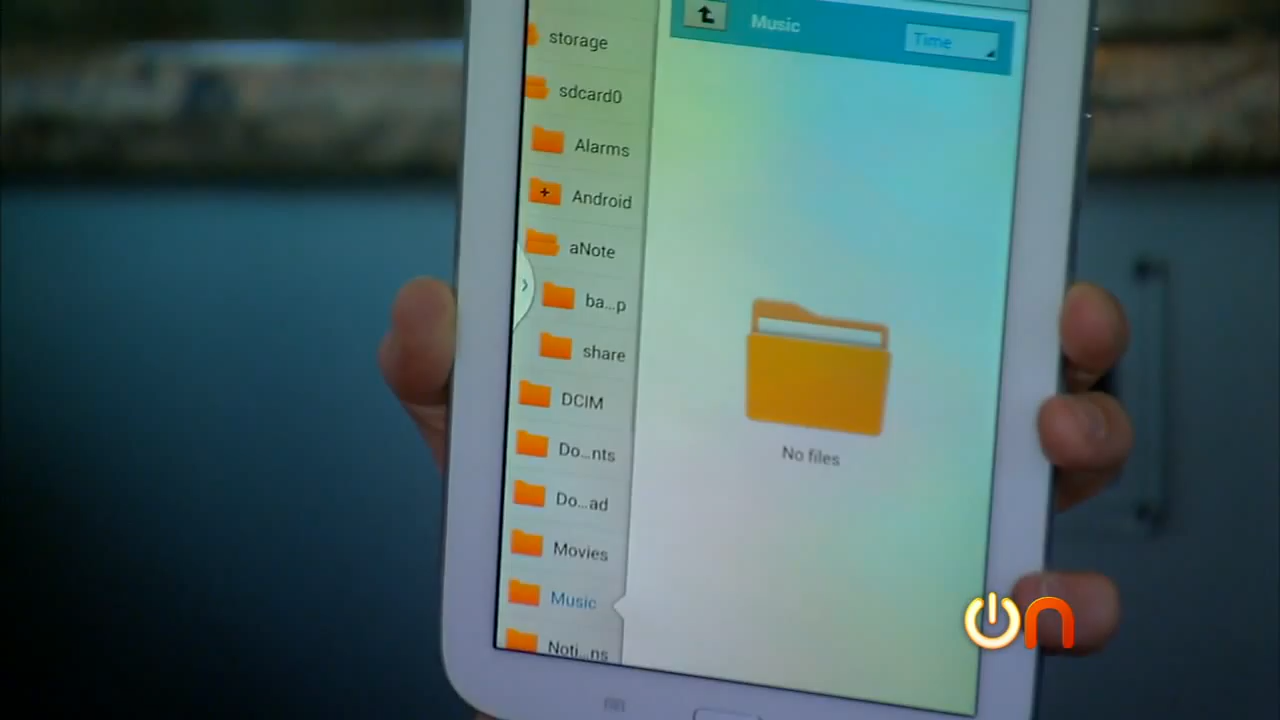 storage
sdcard0
Alarms
Android
aNote
ba...p
share
DCIM
Do...nts
Do...ad
Movies
Music
Noti...ns
Music
Time
No files
on